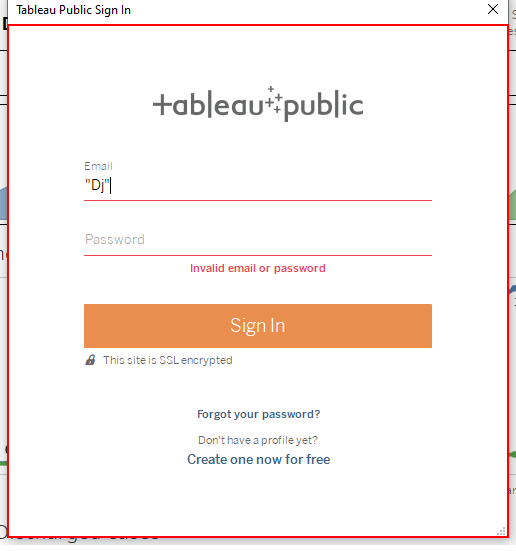 Tableau Public Sign In
tableau public
Email
"Dj"
Password
Invalid email or password
Sign In
This site is SSL encrypted
Forgot your password?
Don't have a profile yet?
Create one now for free